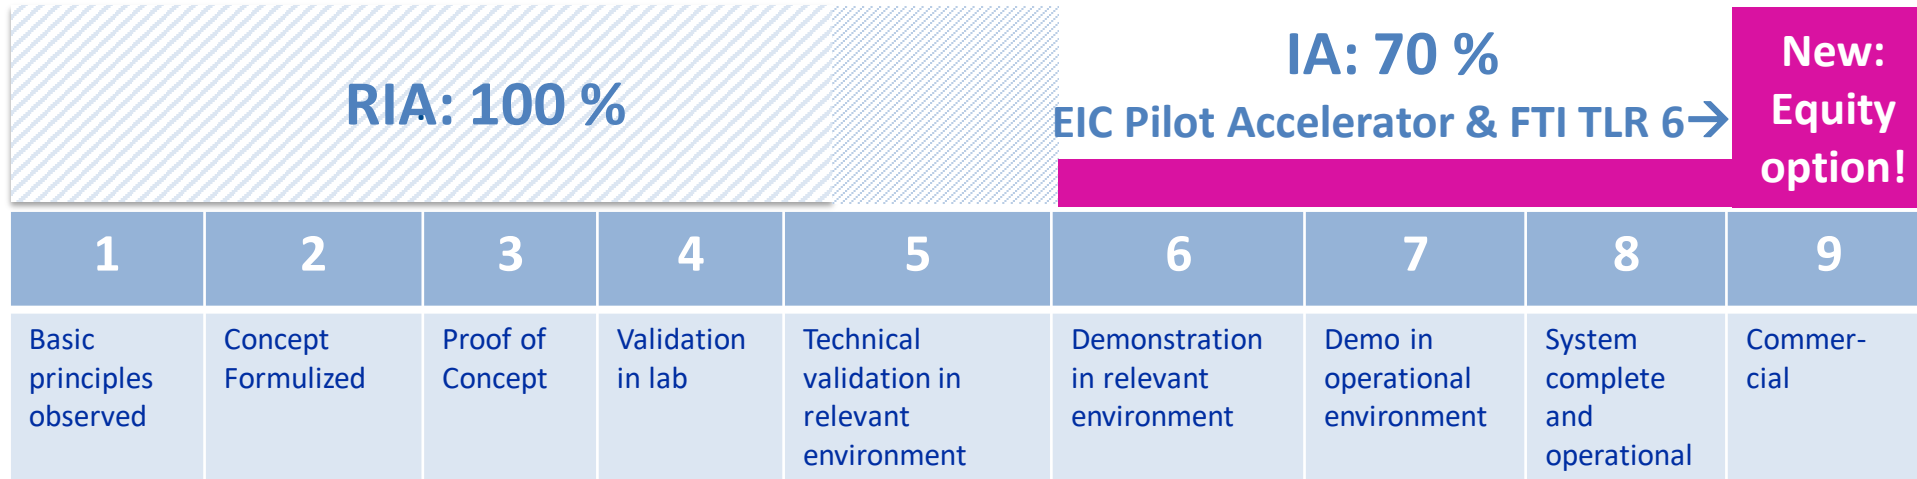 RIA: 100 %
IA: 70 %
EIC Pilot Accelerator & FTI TLR 6→
New:
Equity
option!
1
2
3
4
5
6
7
8
9
Basic
principles
observed
Concept
Formulized
Proof of
Concept
Validation
in lab
Technical
validation in
relevant
environment
Demonstration
in relevant
environment
Demo in
operational
environment
System
complete
and
operational
Commer-
cial